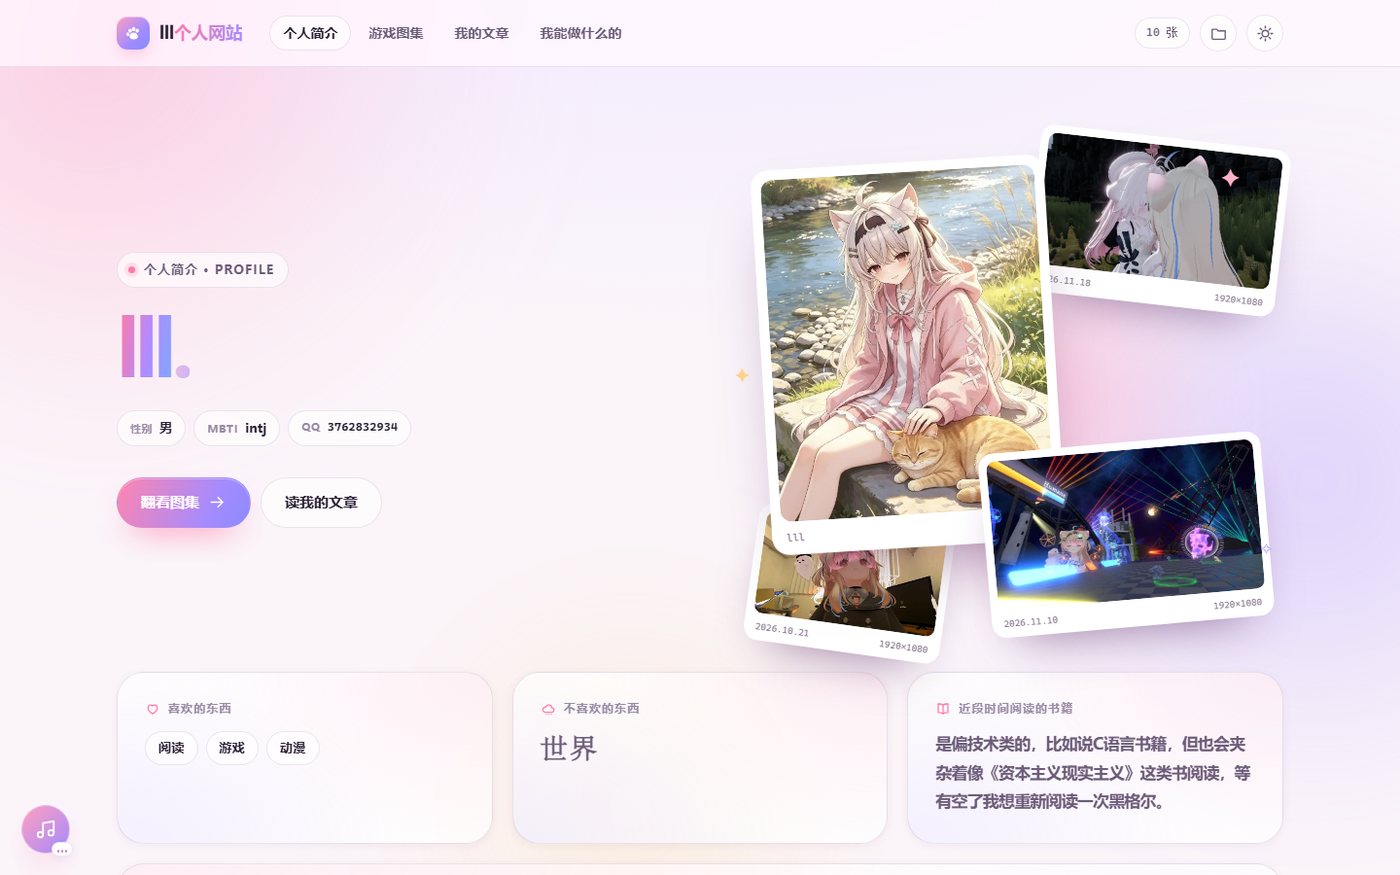 lll个人网站
个人简介
游戏图集
我的文章
我能做什么的
10 张
个人简介 • PROFILE
lll.
性别 男
MBTI intj
QQ 3762832934
翻看图集 →
读我的文章
26.11.18
1920×1080
lll
2026.10.21
1920×1080
2026.11.10
1920×1080
喜欢的东西
阅读
游戏
动漫
不喜欢的东西
世界
近段时间阅读的书籍
是偏技术类的，比如说C语言书籍，但也会夹
杂着像《资本主义现实主义》这类书阅读，等
有空了我想重新阅读一次黑格尔。